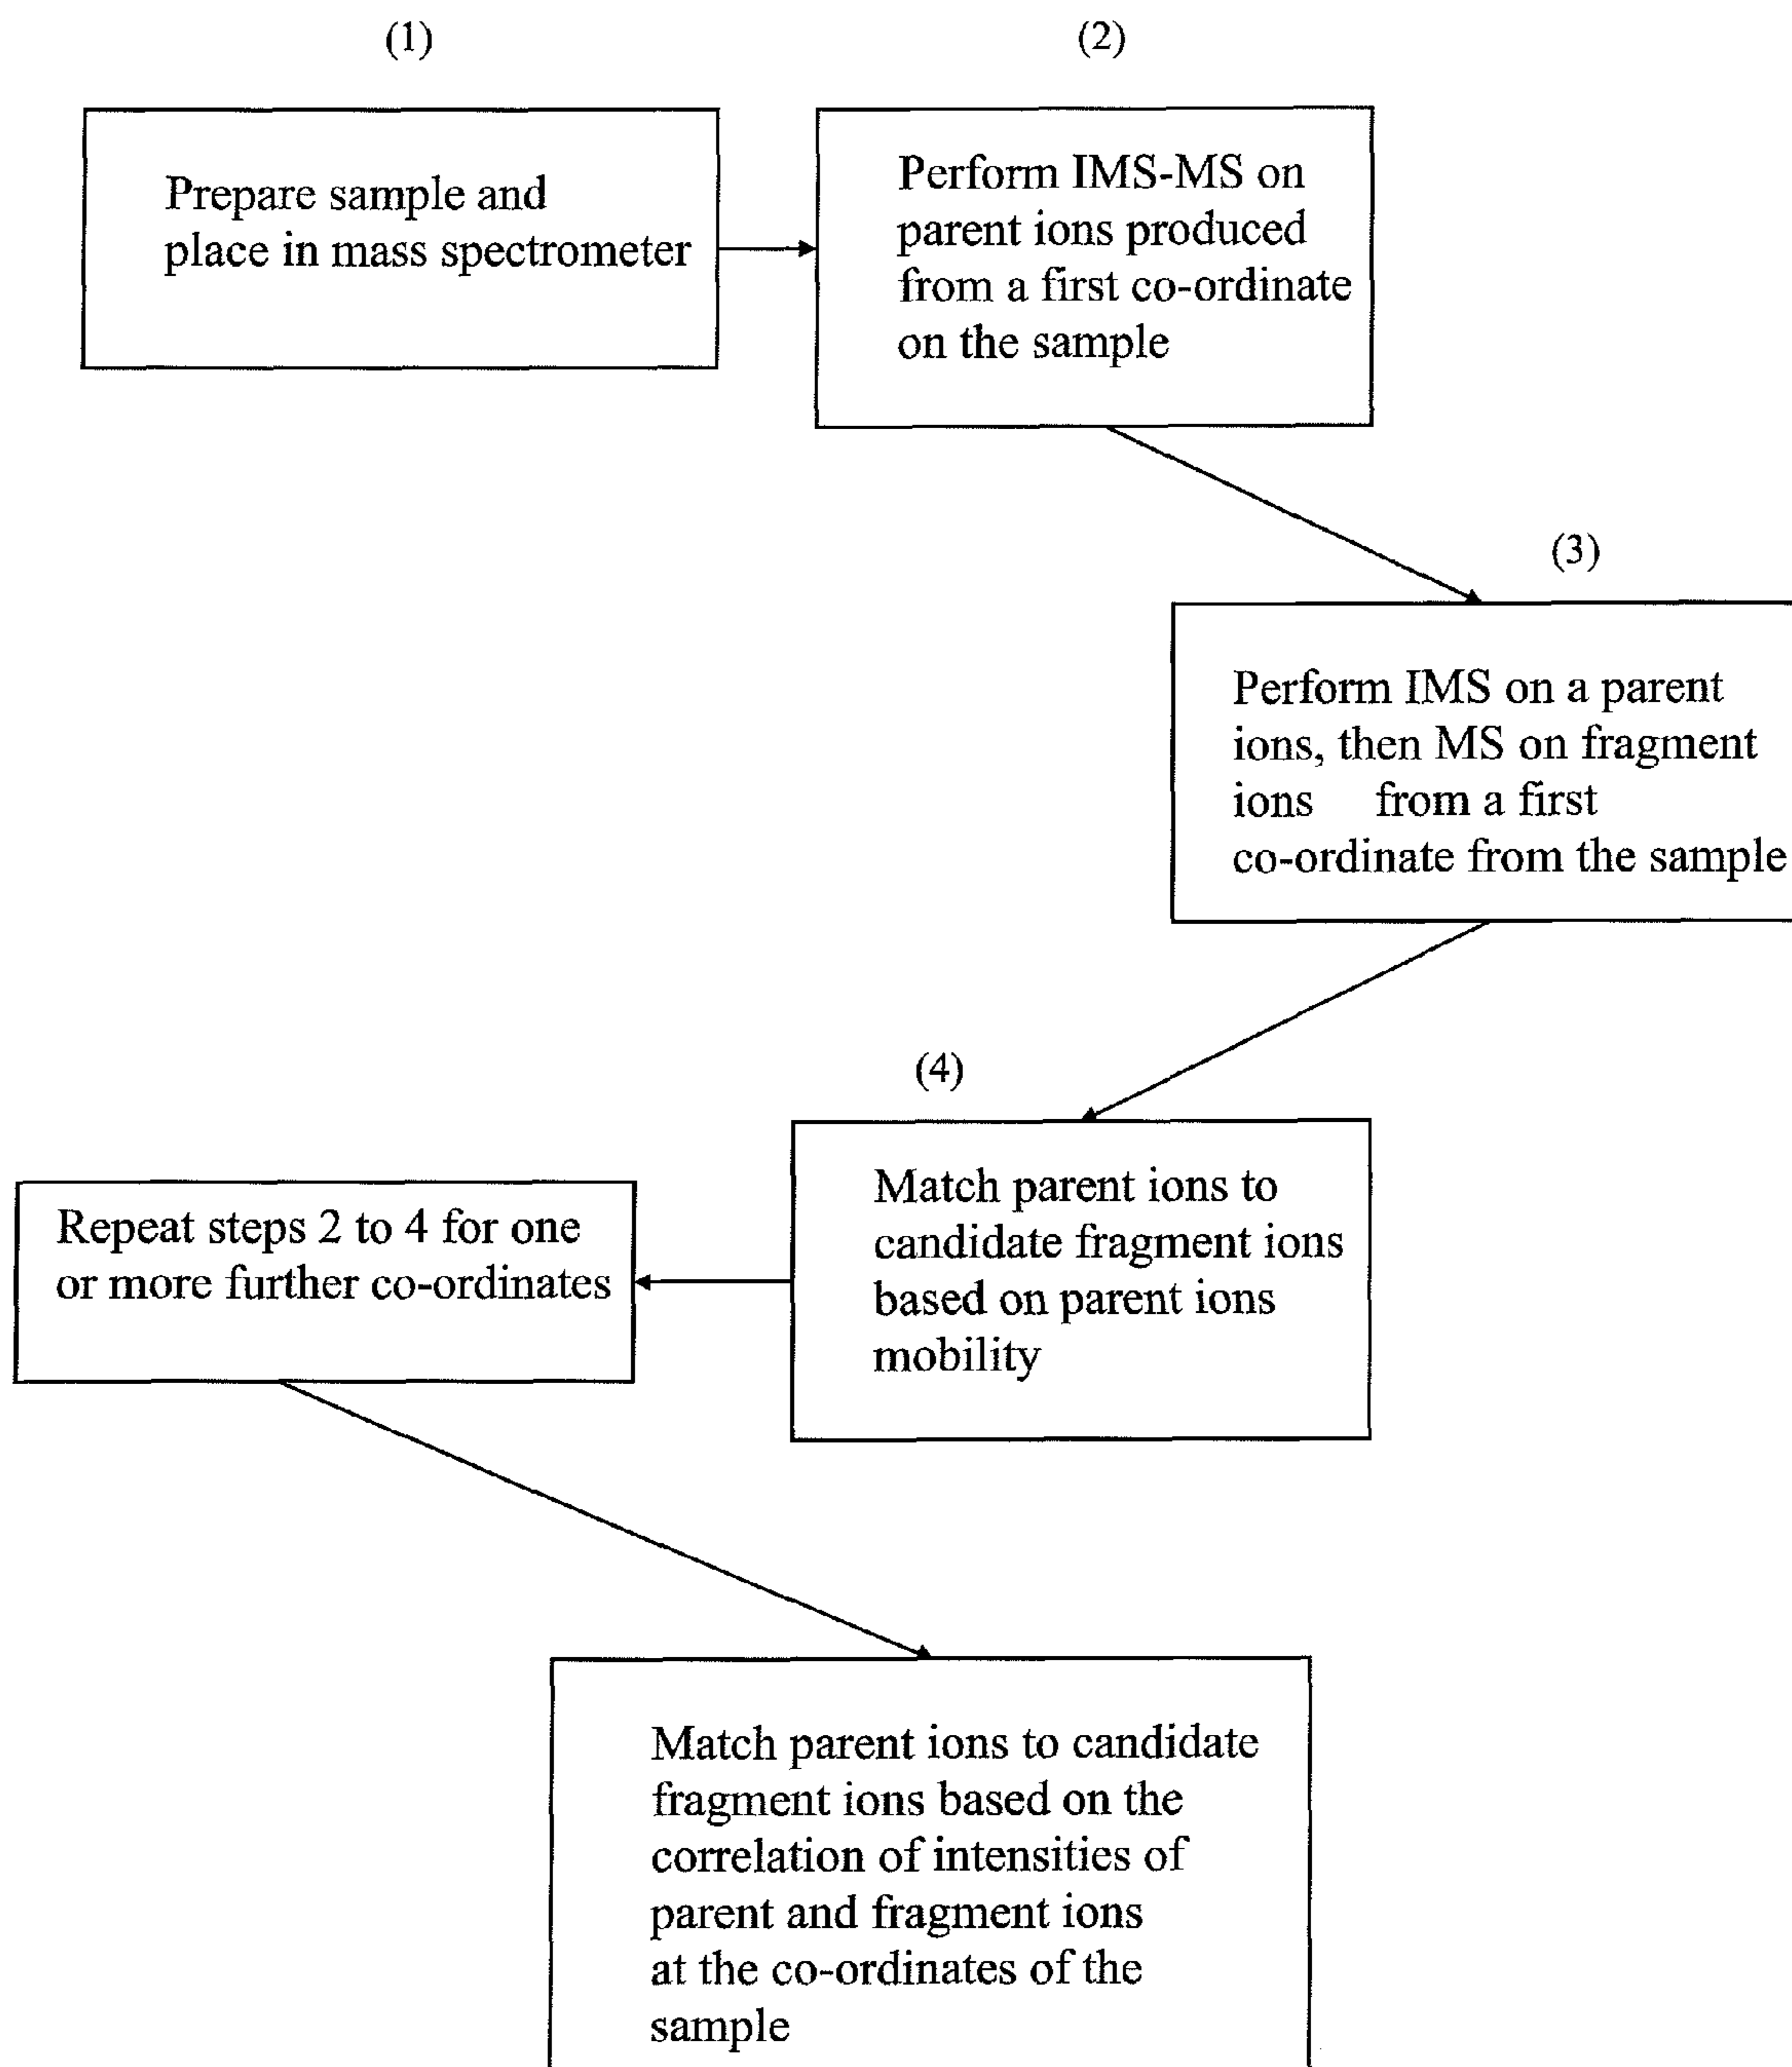 (1)
Prepare sample and
place in mass spectrometer
(2)
Perform IMS-MS on
parent ions produced
from a first co-ordinate
on the sample
(3)
Perform IMS on a parent
ions, then MS on fragment
ions from a first
co-ordinate from the sample
(4)
Match parent ions to
candidate fragment ions
based on parent ions
mobility
Repeat steps 2 to 4 for one
or more further co-ordinates
Match parent ions to candidate
fragment ions based on the
correlation of intensities of
parent and fragment ions
at the co-ordinates of the
sample